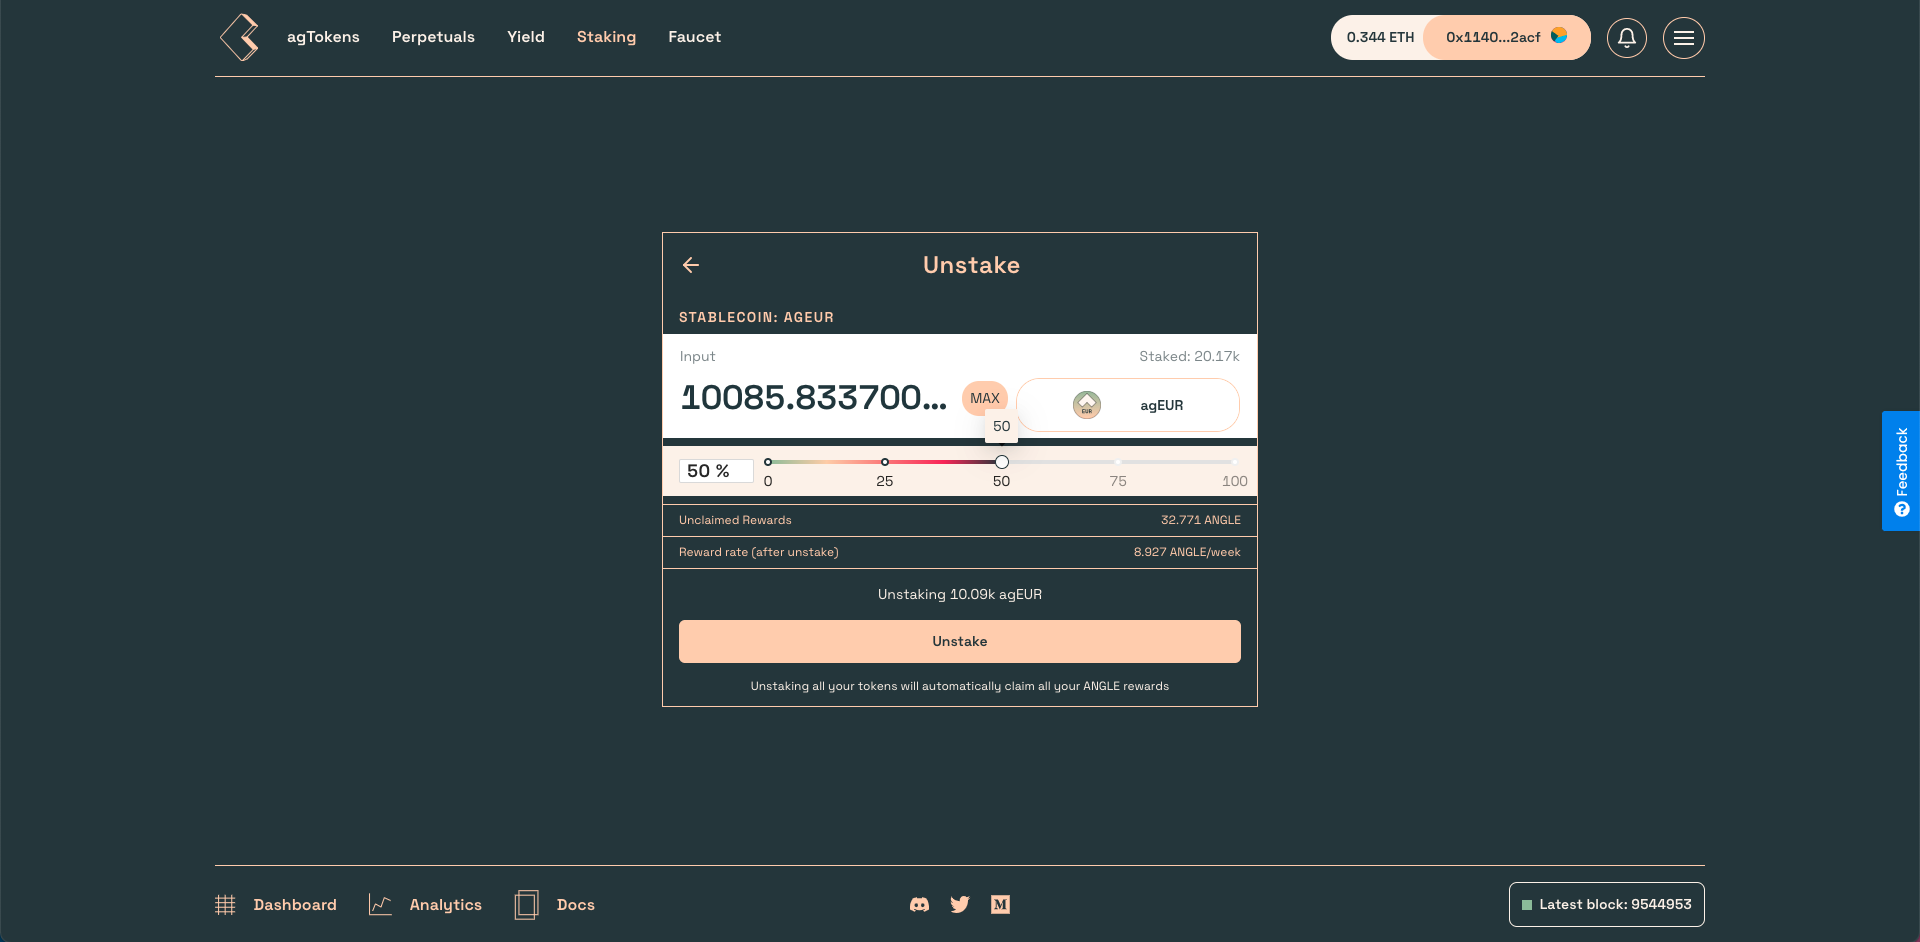 agTokens Perpetuals Yield Staking Faucet 0.344 ETH 0x1140...2acf
Unstake
STABLECOIN: AGEUR
Input Staked: 20.17k
10085.833700... MAX EUR agEUR
50
50 % 0 25 50 75 100
Unclaimed Rewards 32.771 ANGLE
Reward rate (after unstake) 8.927 ANGLE/week
Unstaking 10.09k agEUR
Unstake
Unstaking all your tokens will automatically claim all your ANGLE rewards
Feedback
Dashboard Analytics Docs M Latest block: 9544953